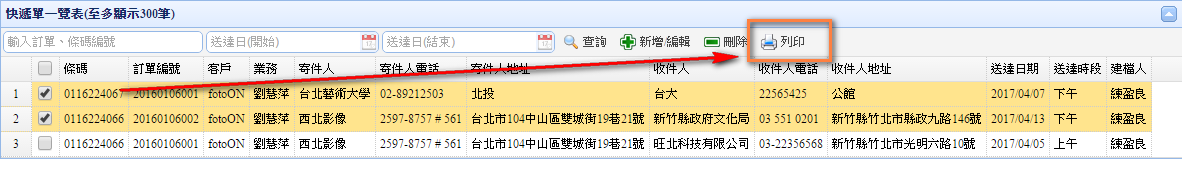 快遞單一覽表(至多顯示300筆)
輸入訂單、條碼編號 送達日(開始) 送達日(結束) 查詢 新增/編輯 刪除 列印
條碼 訂單編號 客戶 業務 寄件人 寄件人電話 寄件人地址 收件人 收件人電話 收件人地址 送達日期 送達時段 建檔人
1 0116224067 20160106001 fotoON 劉慧萍 台北藝術大學 02-89212503 北投 台大 22565425 公館 2017/04/07 下午 練盈良
2 0116224066 20160106002 fotoON 劉慧萍 西北影像 2597-8757 # 561 台北市104中山區雙城街19巷21號 新竹縣政府文化局 03 551 0201 新竹縣竹北市縣政九路146號 2017/04/13 下午 練盈良
3 0116224066 20160106001 fotoON 劉慧萍 西北影像 2597-8757 # 561 台北市104中山區雙城街19巷21號 旺北科技有限公司 03-22356568 新竹縣竹北市光明六路10號 2017/04/05 上午 練盈良